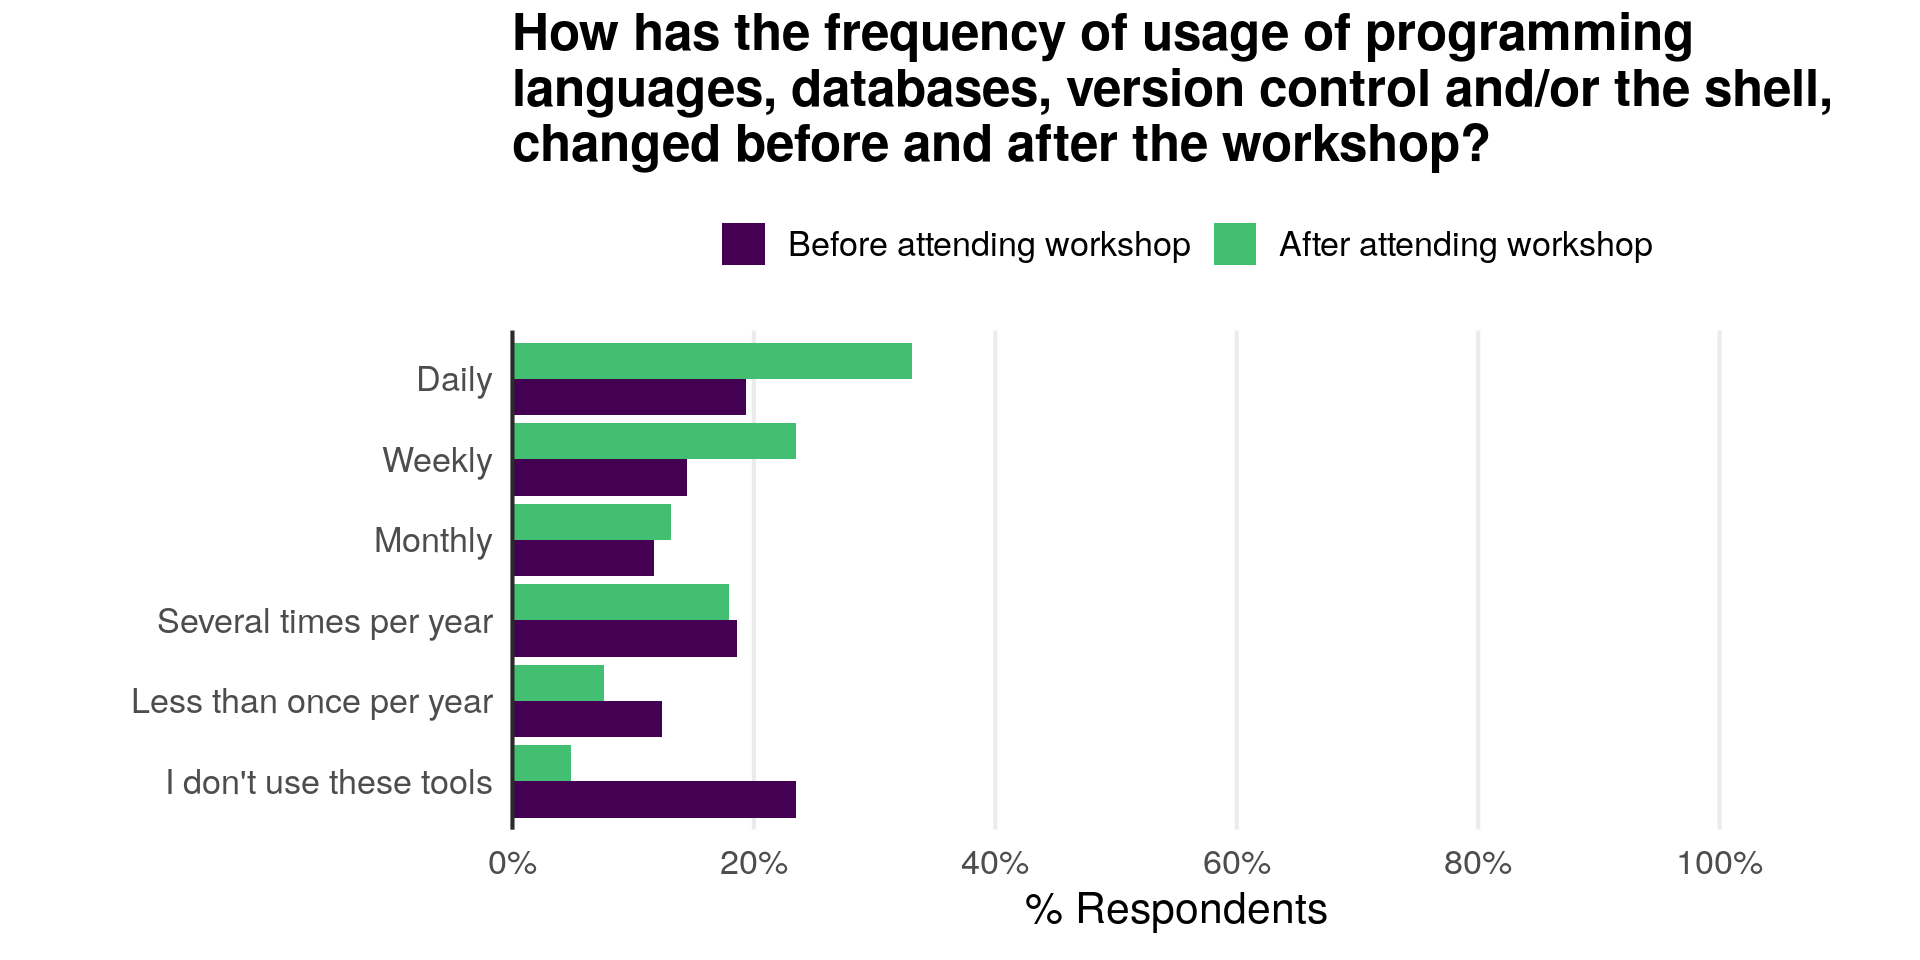 How has the frequency of usage of programming
languages, databases, version control and/or the shell,
changed before and after the workshop?
Before attending workshop
After attending workshop
Daily
Weekly
Monthly
Several times per year
Less than once per year
I don't use these tools
0% 20% 40% 60% 80% 100%
% Respondents